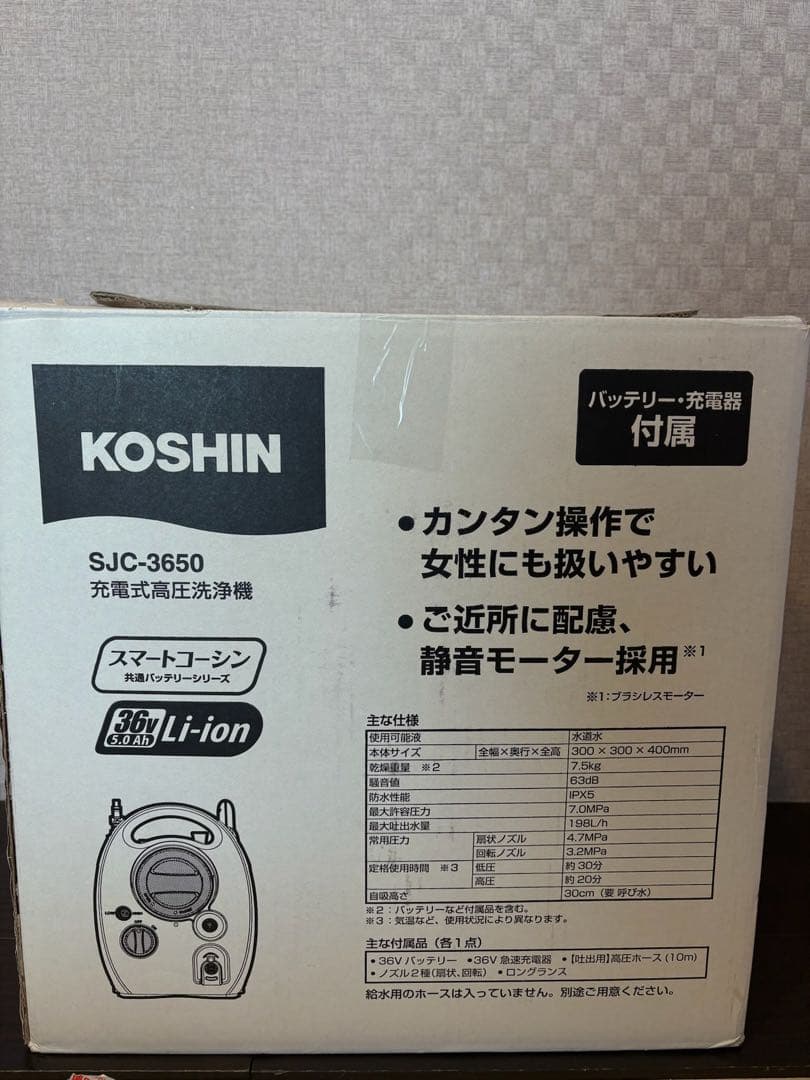 KOSHIN
バッテリー・充電器
付属
SJC-3650
充電式高圧洗浄機
スマートコーシン
共通バッテリーシリーズ
36V
5.0Ah
Li-ion
●カンタン操作で
女性にも扱いやすい
●ご近所に配慮、
静音モーター採用※1
※1:ブラシレスモーター
主な仕様
使用可能液 水道水
本体サイズ 全幅×奥行×全高 300×300×400mm
乾燥重量 ※2 7.5kg
騒音値 63dB
防水性能 IPX5
最大許容圧力 7.0MPa
最大吐出水量 198L/h
常用圧力 扇状ノズル 4.7MPa
回転ノズル 3.2MPa
定格使用時間 ※3 低圧 約30分
高圧 約20分
自吸高さ 30cm(要 呼び水)
※2:バッテリーなど付属品を含む。
※3:気温など、使用状況により異なります。
主な付属品(各1点)
•36Vバッテリー •36V急速充電器 •【吐出用】高圧ホース(10m)
•ノズル2種(扇状、回転) •ロングランス
給水用のホースは入っていません。別途ご用意ください。